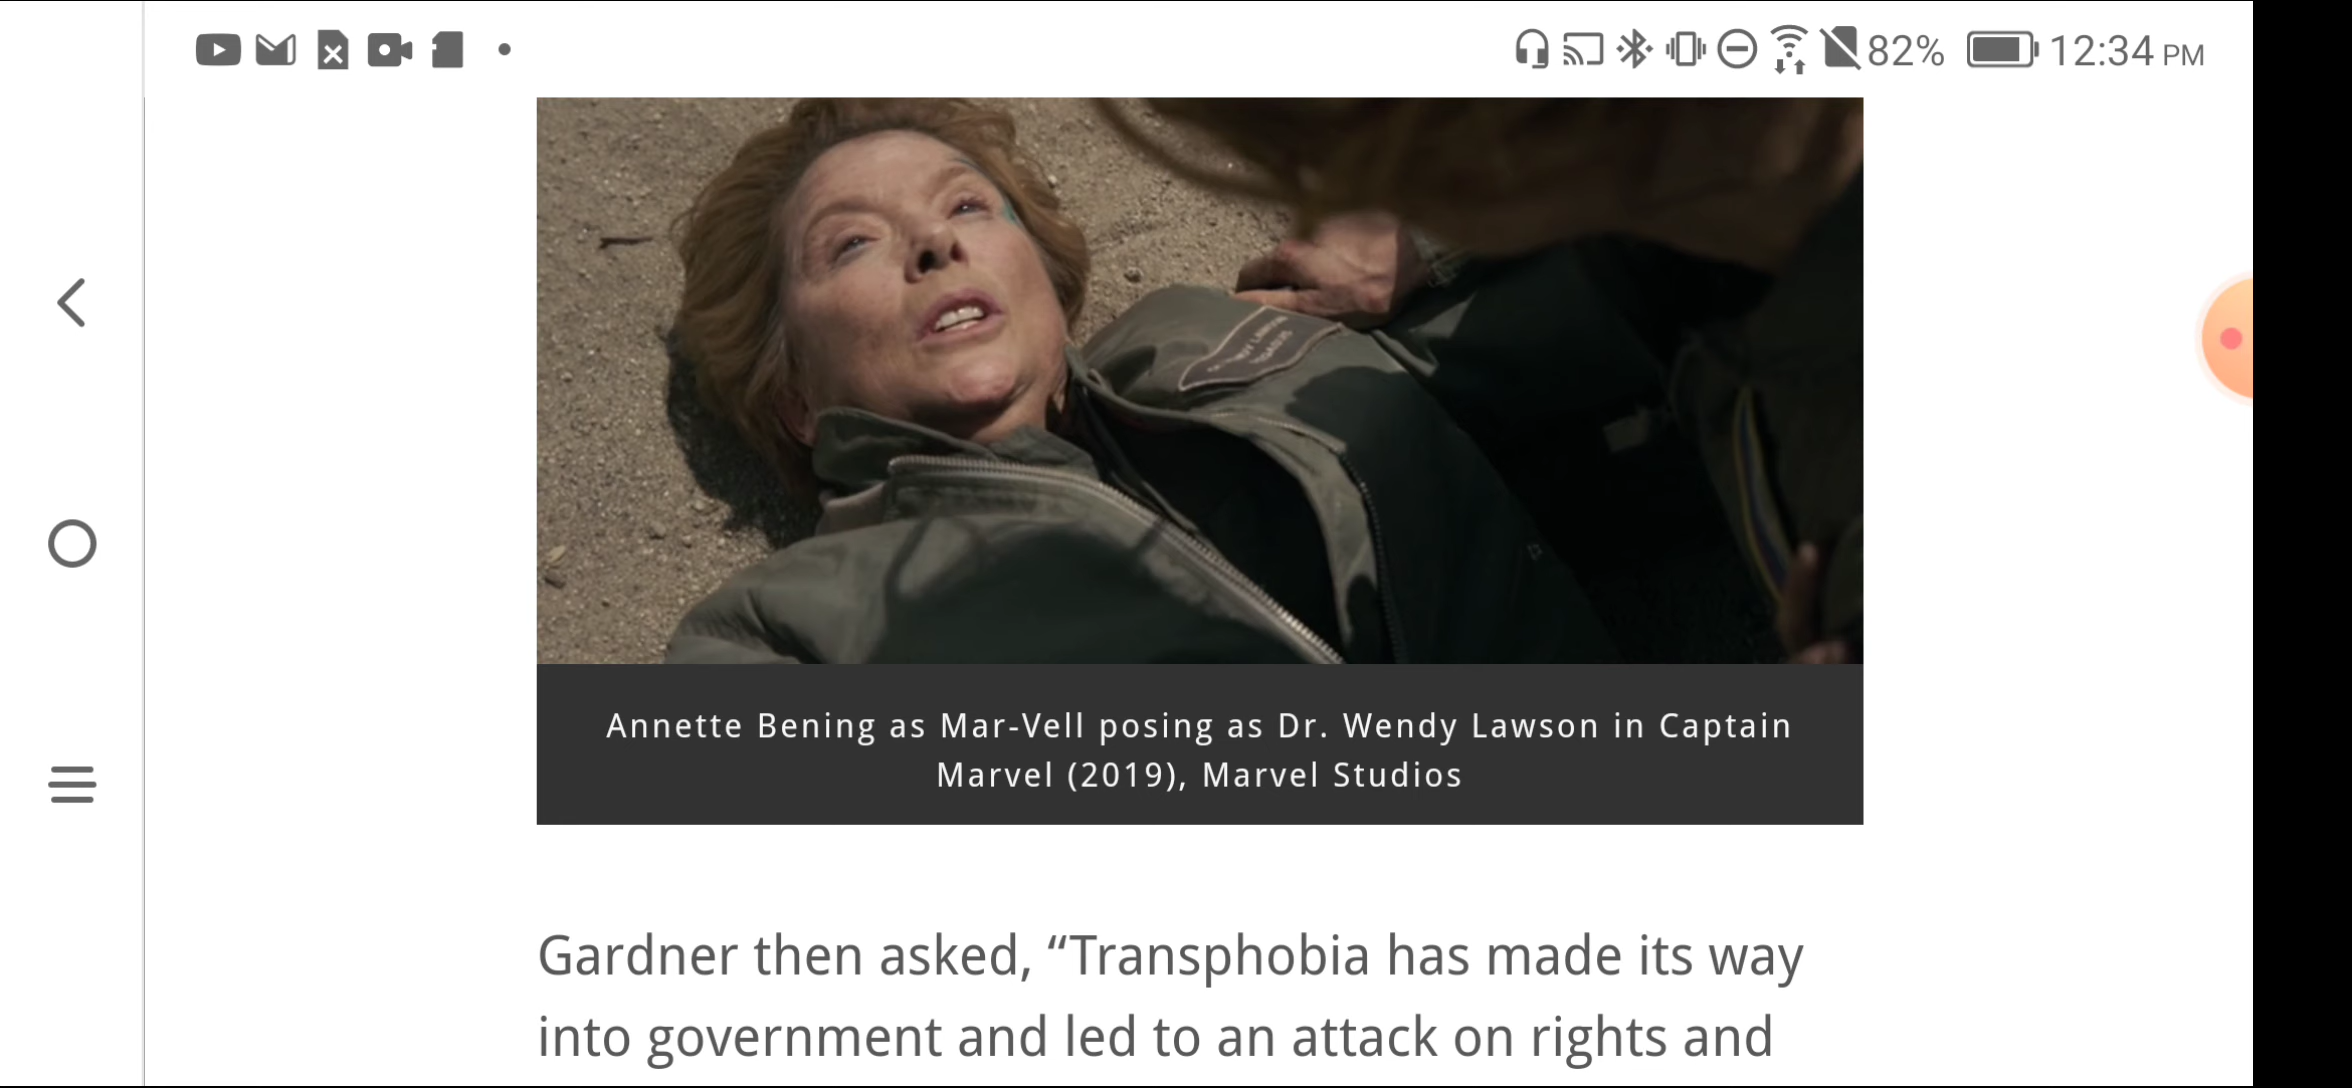 82% 12:34 PM
Annette Bening as Mar-Vell posing as Dr. Wendy Lawson in Captain
Marvel (2019), Marvel Studios
Gardner then asked, “Transphobia has made its way
into government and led to an attack on rights and